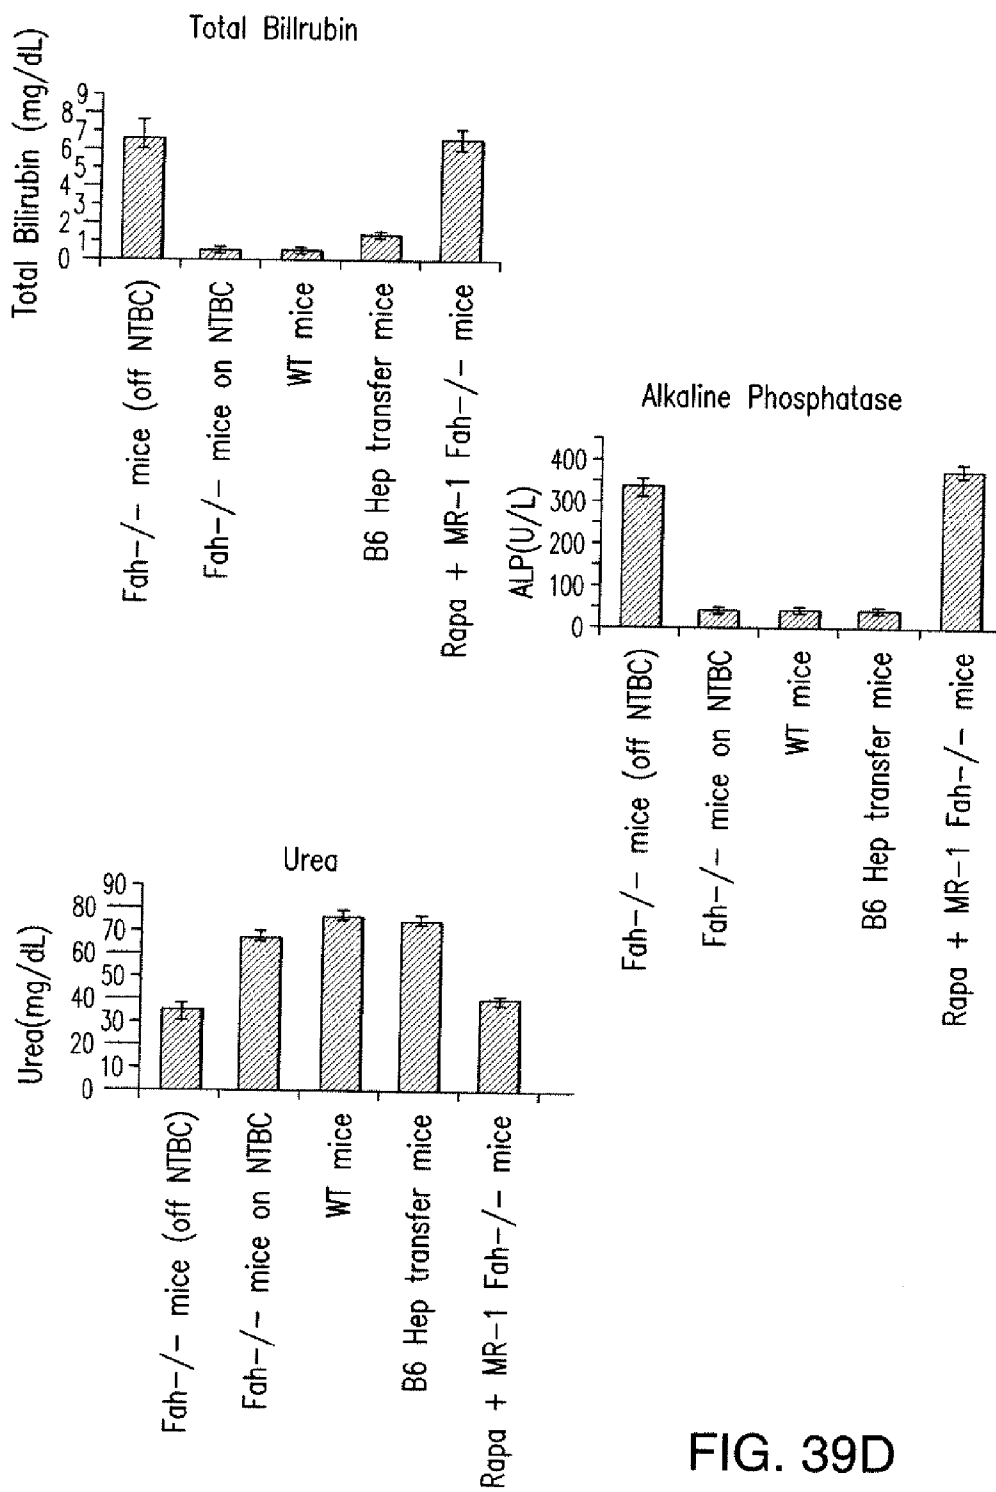 Total Billrubin
Total Bilirubin (mg/dL)
9
8
7
6
5
4
3
2
1
0
Fah-/- mice (off NTBC)
Fah-/- mice on NTBC
WT mice
B6 Hep transfer mice
Rapa + MR-1 Fah-/- mice
Alkaline Phosphatase
ALP(U/L)
400
300
200
100
0
Fah-/- mice (off NTBC)
Fah-/- mice on NTBC
WT mice
B6 Hep transfer mice
Rapa + MR-1 Fah-/- mice
Urea
Urea(mg/dL)
90
80
70
60
50
40
30
20
10
0
Fah-/- mice (off NTBC)
Fah-/- mice on NTBC
WT mice
B6 Hep transfer mice
Rapa + MR-1 Fah-/- mice
FIG. 39D